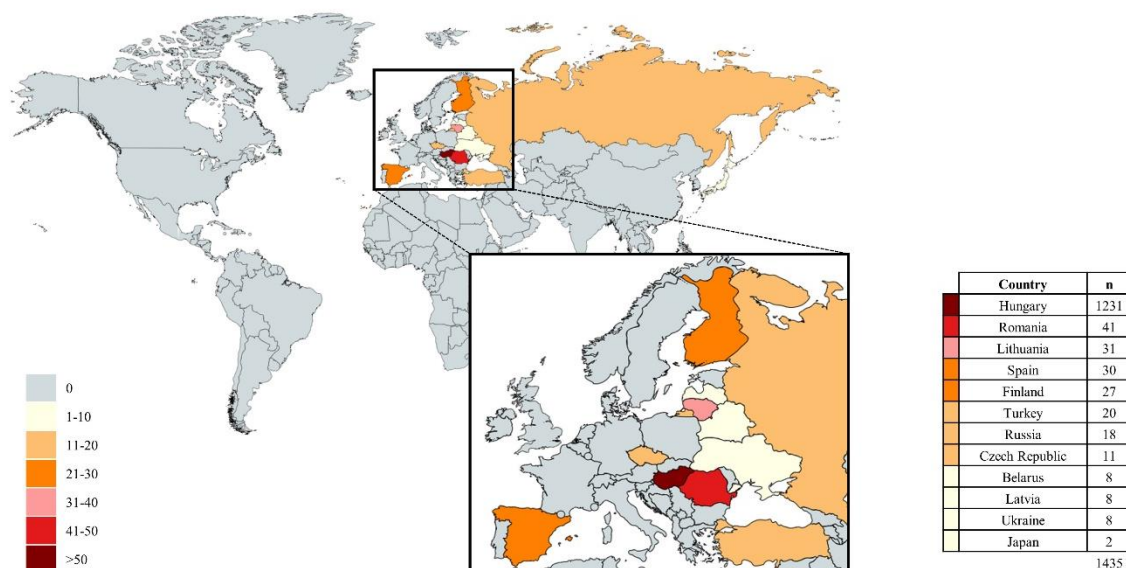 0
1-10
11-20
21-30
31-40
41-50
>50
Country n
Hungary 1231
Romania 41
Lithuania 31
Spain 30
Finland 27
Turkey 20
Russia 18
Czech Republic 11
Belarus 8
Latvia 8
Ukraine 8
Japan 2
1435